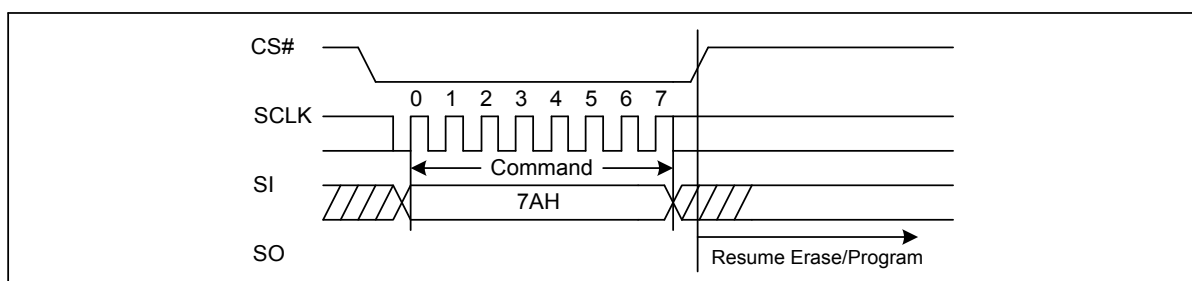 CS#
0 1 2 3 4 5 6 7
SCLK
Command
SI
7AH
SO
Resume Erase/Program